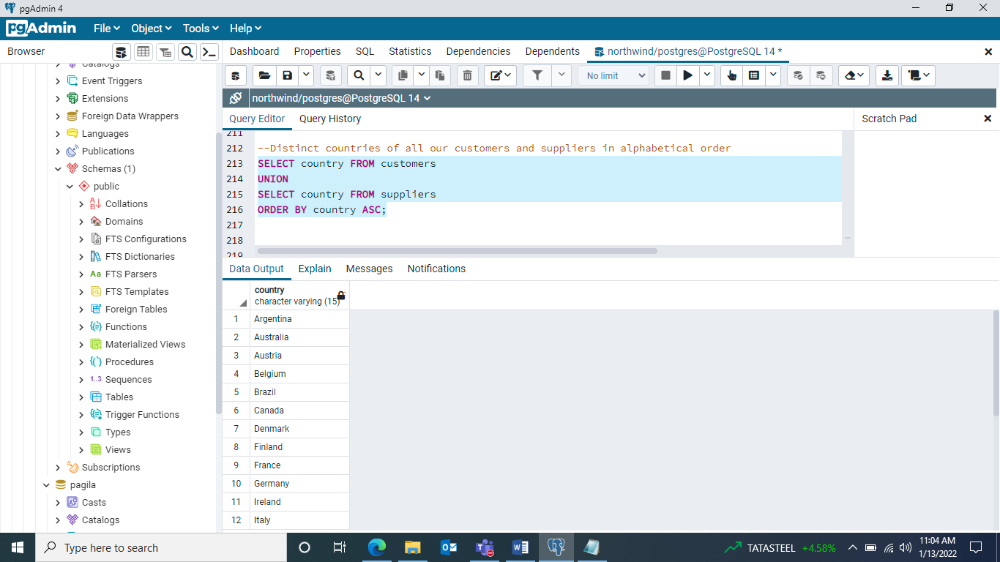 pgAdmin 4
pgAdmin File Object Tools Help
Browser
Dashboard Properties SQL Statistics Dependencies Dependents northwind/postgres@PostgreSQL 14 *
No limit
northwind/postgres@PostgreSQL 14
Query Editor Query History
Scratch Pad
Catalogs
Event Triggers
Extensions
Foreign Data Wrappers
Languages
Publications
Schemas (1)
public
Collations
Domains
FTS Configurations
FTS Dictionaries
Aa FTS Parsers
FTS Templates
Foreign Tables
Functions
Materialized Views
Procedures
1..3 Sequences
Tables
Trigger Functions
Types
Views
Subscriptions
pagila
Casts
Catalogs
211
212 --Distinct countries of all our customers and suppliers in alphabetical order
213 SELECT country FROM customers
214 UNION
215 SELECT country FROM suppliers
216 ORDER BY country ASC;
217
218
219
Data Output Explain Messages Notifications
country
character varying (15)
1 Argentina
2 Australia
3 Austria
4 Belgium
5 Brazil
6 Canada
7 Denmark
8 Finland
9 France
10 Germany
11 Ireland
12 Italy
Type here to search
TATASTEEL +4.58%
11:04 AM
1/13/2022